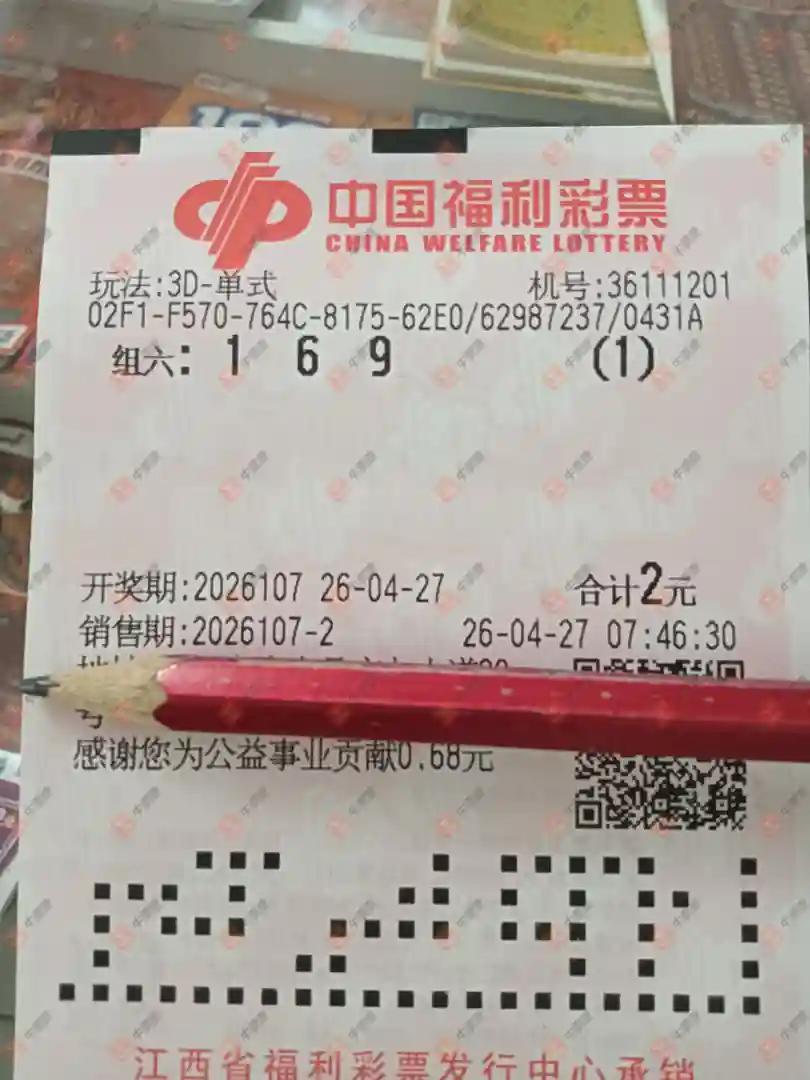 中国福利彩票
CHINA WELFARE LOTTERY
玩法:3D-单式 机号:36111201
02F1-F570-764C-8175-62E0/62987237/0431A
组六: 1 6 9 (1)
开奖期:2026107 26-04-27 合计2元
销售期:2026107-2 26-04-27 07:46:30
号
感谢您为公益事业贡献0.68元
江西省福利彩票发行中心承销